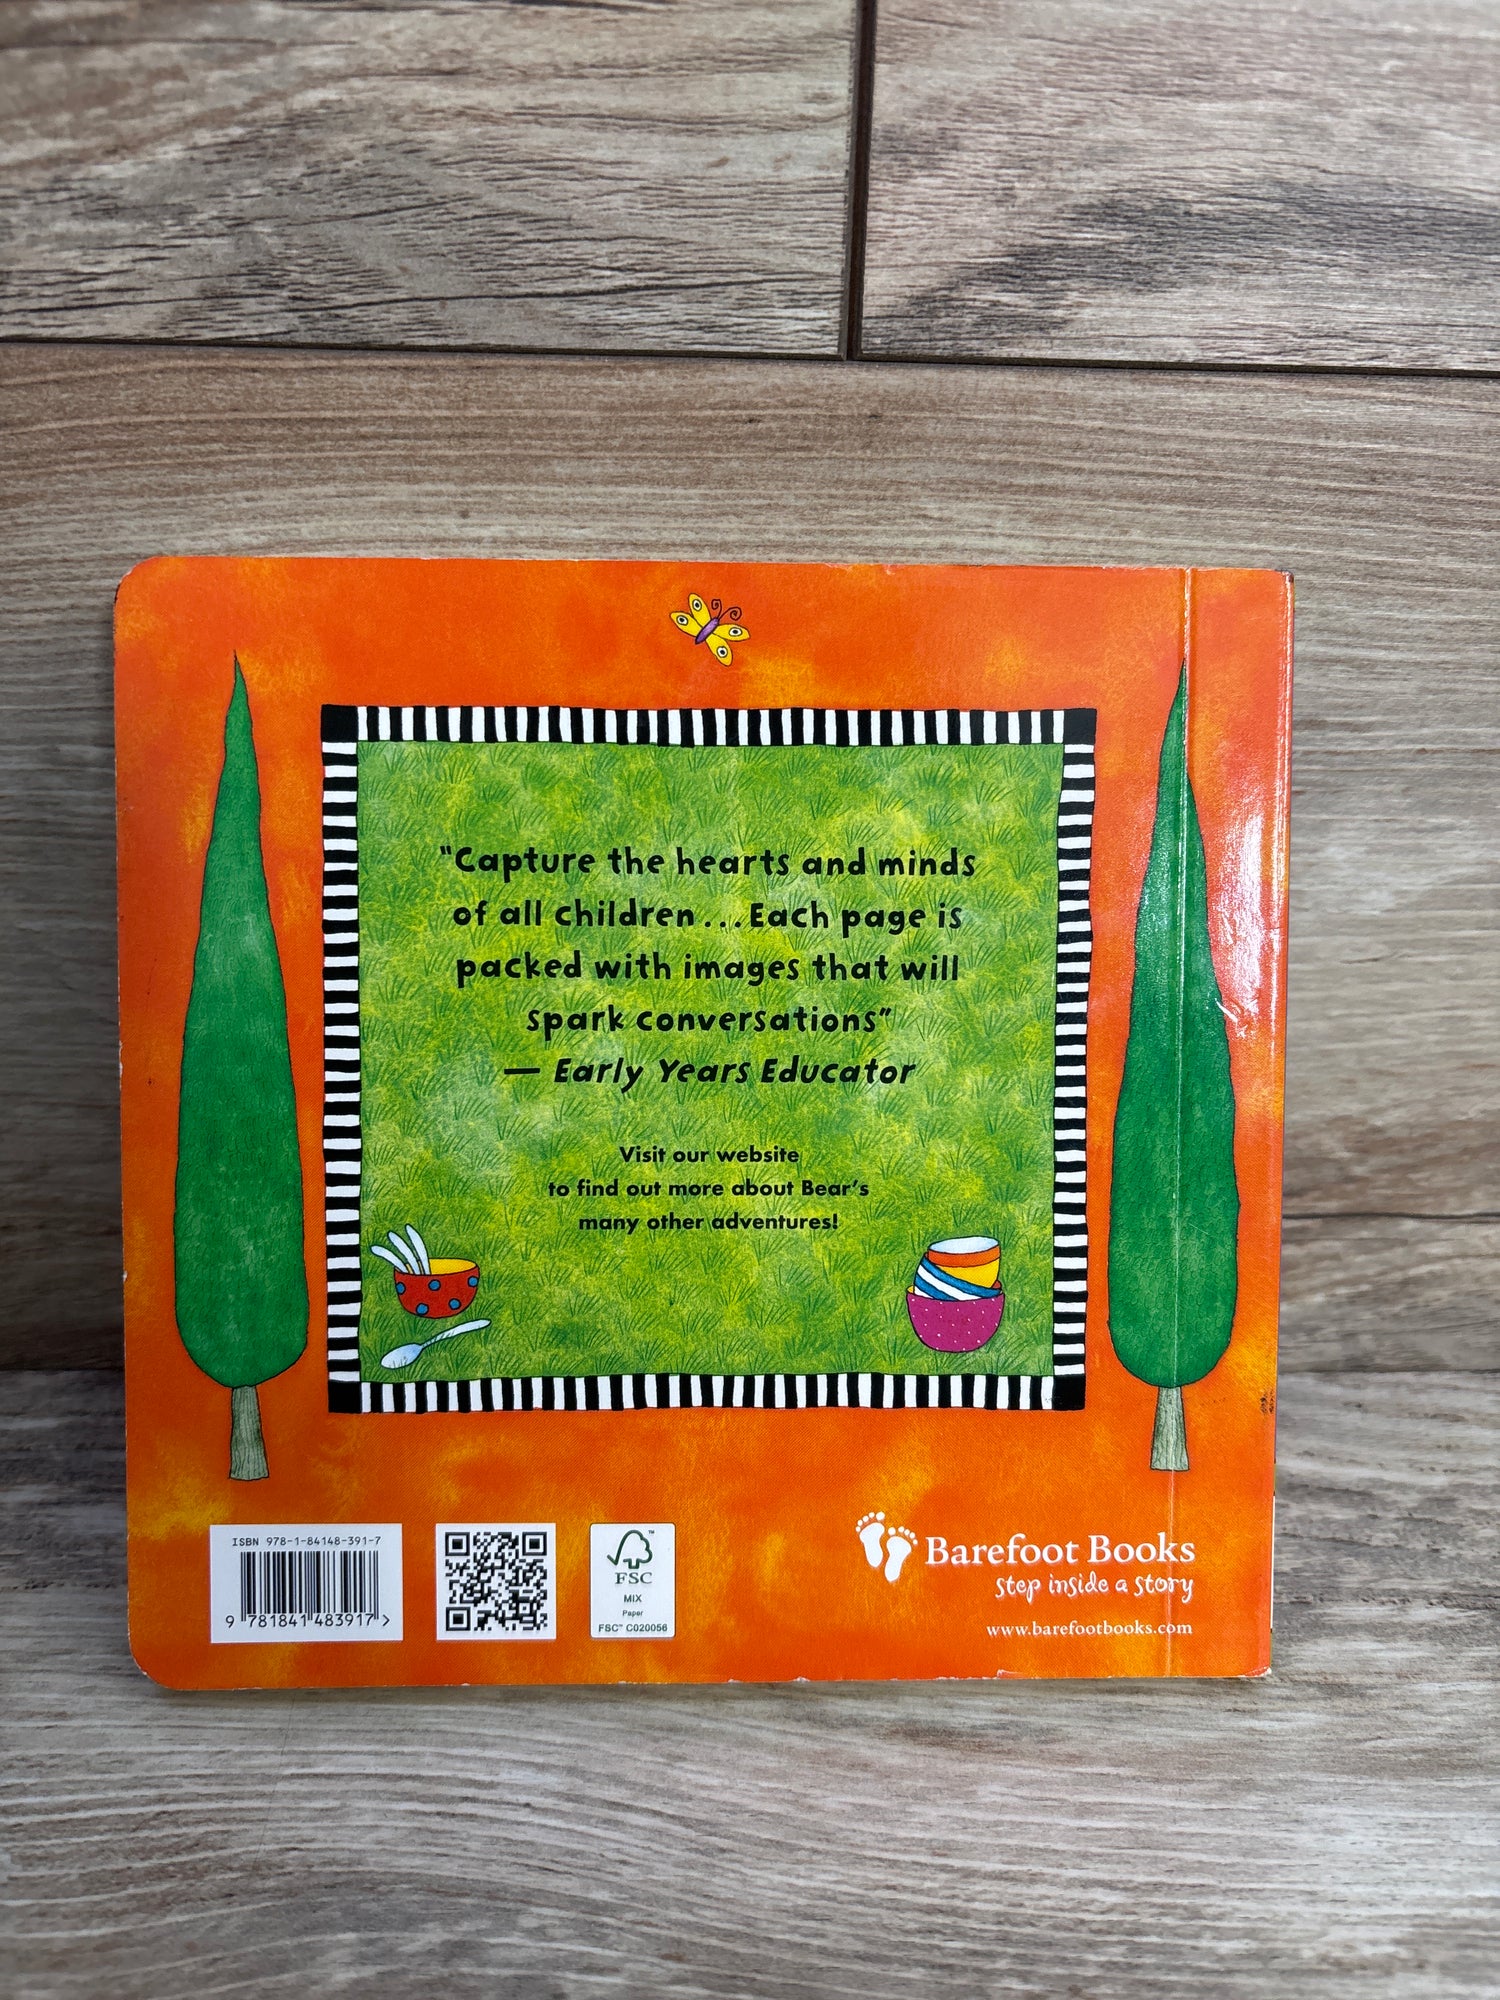 "Capture the hearts and minds
of all children...Each page is
packed with images that will
spark conversations"
— Early Years Educator
Visit our website
to find out more about Bear's
many other adventures!
ISBN 978-1-84148-391-7
9 781841 483917 >
FSC™
MIX
Paper
FSC™ C020056
Barefoot Books
step inside a story
www.barefootbooks.com